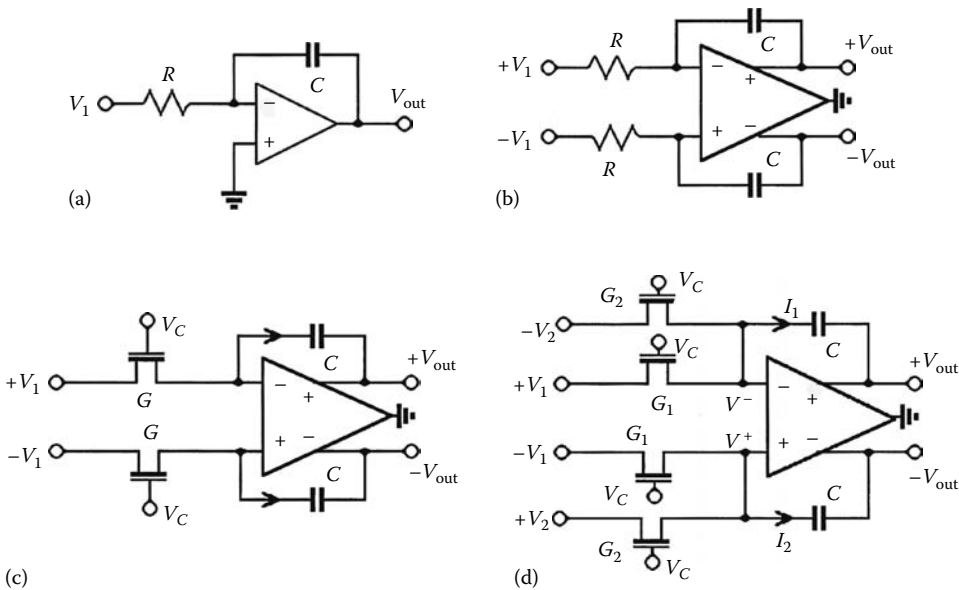 R
C
V1
Vout
−
+
(a)
R
C
+V1
+Vout
−
+
+
−
−V1
−Vout
R
C
(b)
VC
C
+V1
+Vout
G
−
+
G
+
−
−V1
−Vout
C
VC
(c)
VC
G2
I1
−V2
VC
C
+V1
+Vout
G1
V−
−
+
G1
V+
+
−
−V1
−Vout
VC
C
+V2
G2
I2
VC
(d)